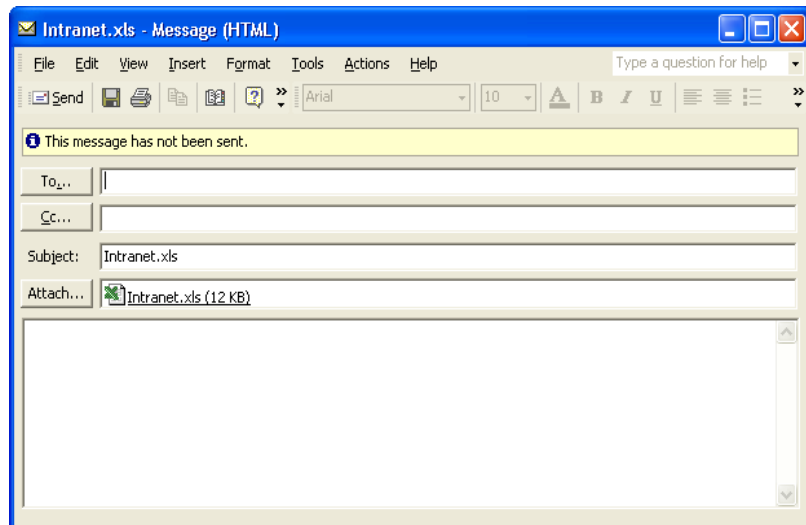 Intranet.xls - Message (HTML)
File Edit View Insert Format Tools Actions Help Type a question for help
Send Arial 10 A B I U
This message has not been sent.
To...
Cc...
Subject: Intranet.xls
Attach... Intranet.xls (12 KB)